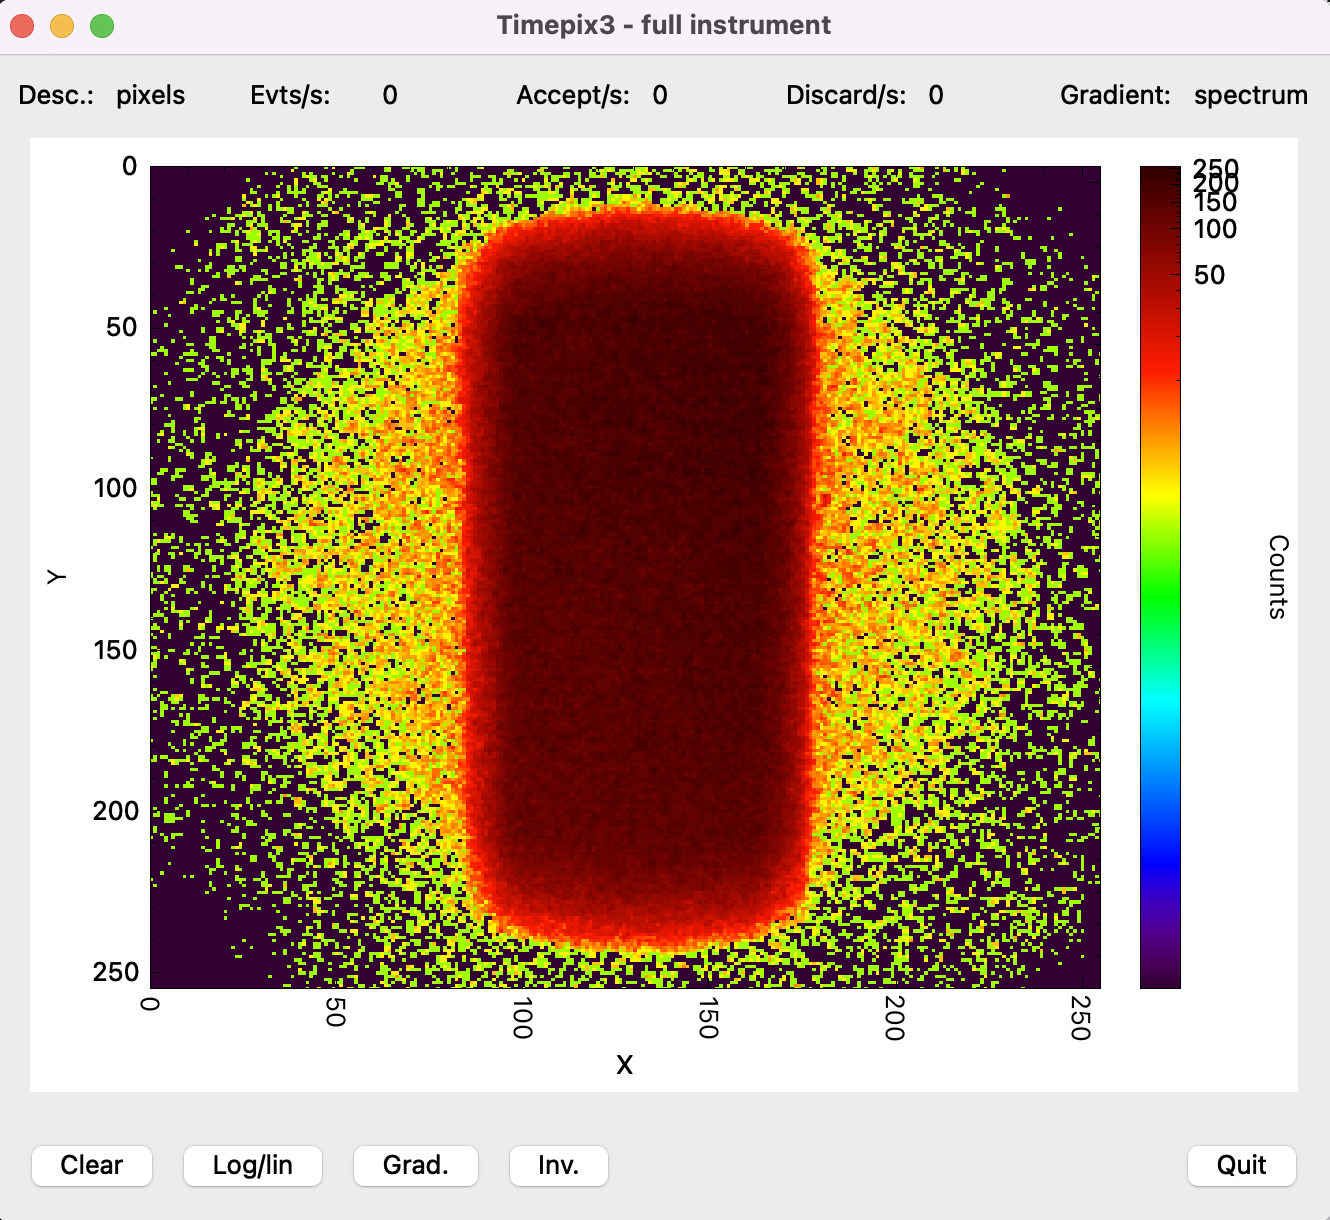 Timepix3 - full instrument
Desc.: pixels Evts/s: 0 Accept/s: 0 Discard/s: 0 Gradient: spectrum
0
50
100
150
200
250
Y
0 50 100 150 200 250
X
250
200
150
100
50
Counts
Clear Log/lin Grad. Inv. Quit